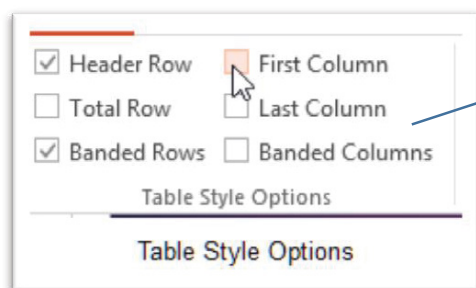 Header Row First Column
Total Row Last Column
Banded Rows Banded Columns
Table Style Options
Table Style Options